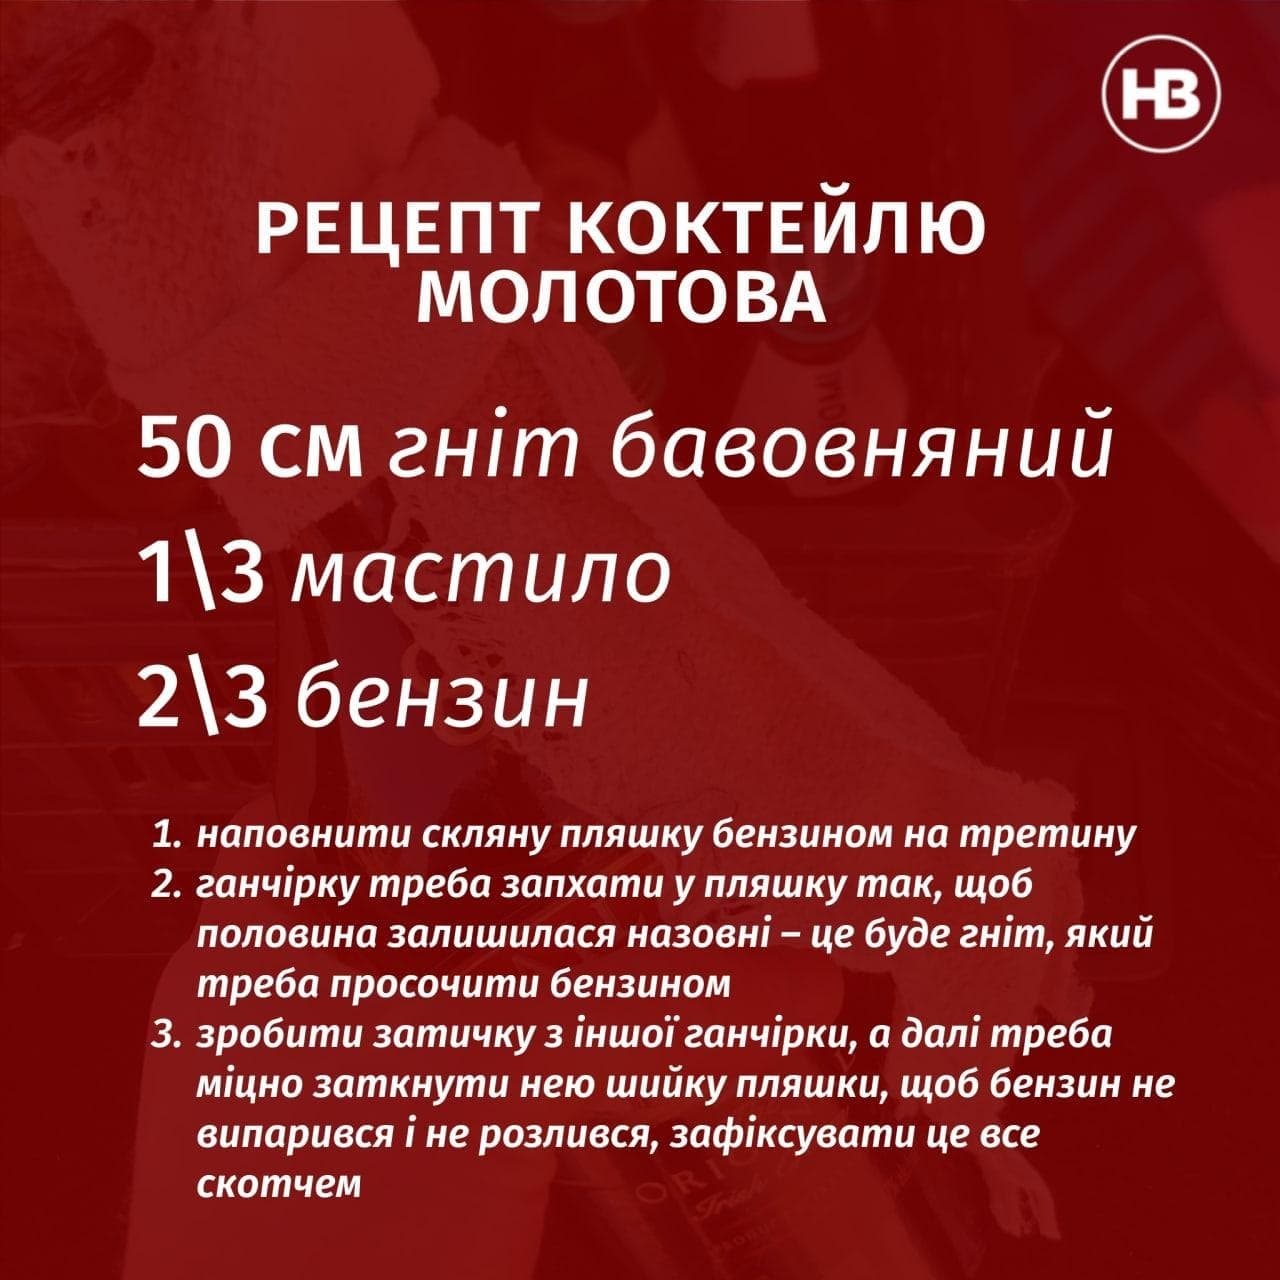 НВ
РЕЦЕПТ КОКТЕЙЛЮ
МОЛОТОВА
50 см гніт бавовняний
1\3 мастило
2\3 бензин
1. наповнити скляну пляшку бензином на третину
2. ганчірку треба запхати у пляшку так, щоб
половина залишилася назовні – це буде гніт, який
треба просочити бензином
3. зробити затичку з іншої ганчірки, а далі треба
міцно заткнути нею шийку пляшки, щоб бензин не
випарився і не розлився, зафіксувати це все
скотчем